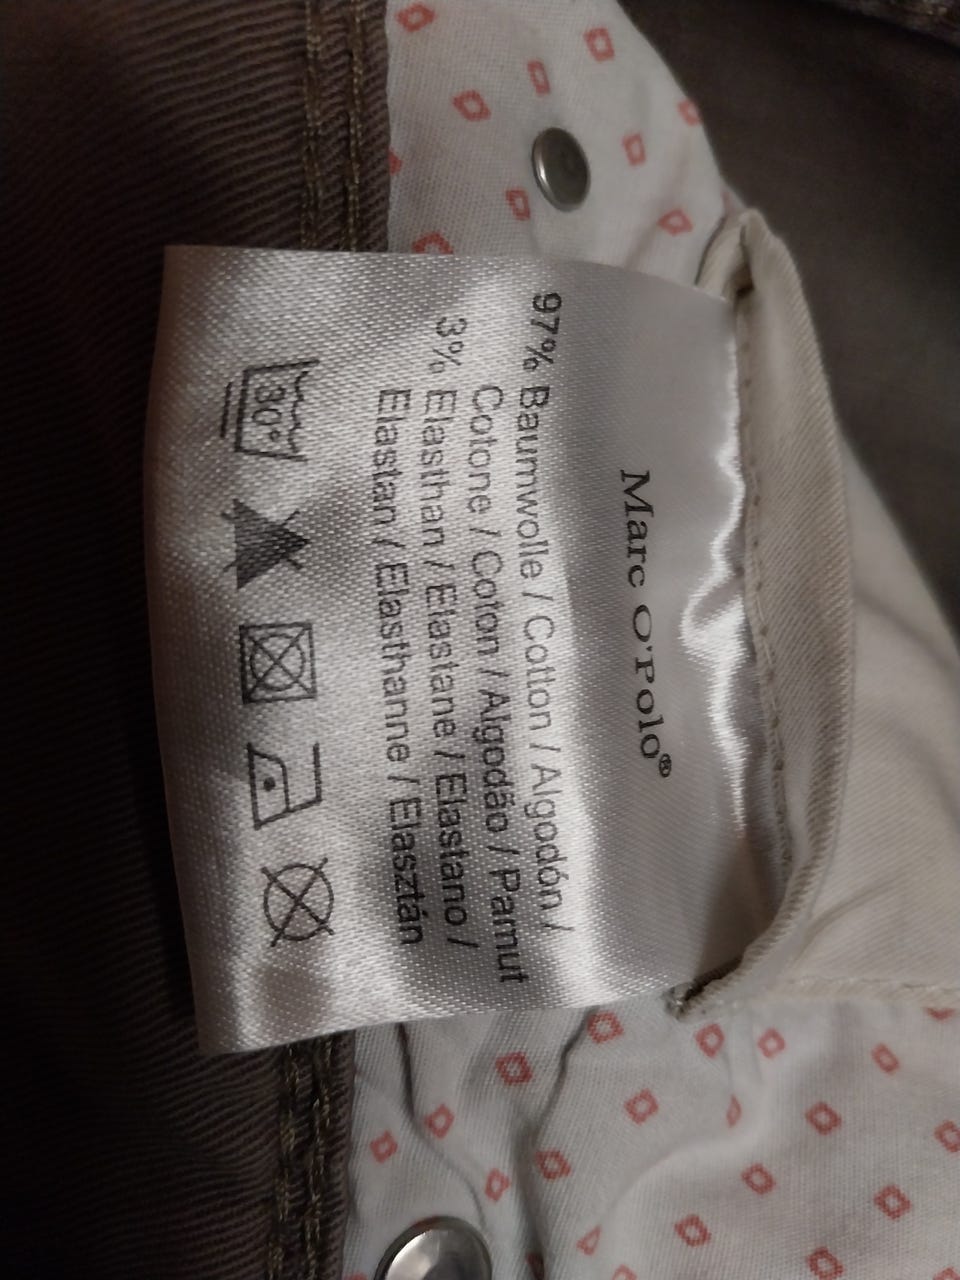 Marc O'Polo®
97% Baumwolle / Cotton / Algodón /
Cotone / Coton / Algodão / Pamut
3% Elasthan / Elastane / Elastano /
Elastan / Elasthanne / Elasztán
30°